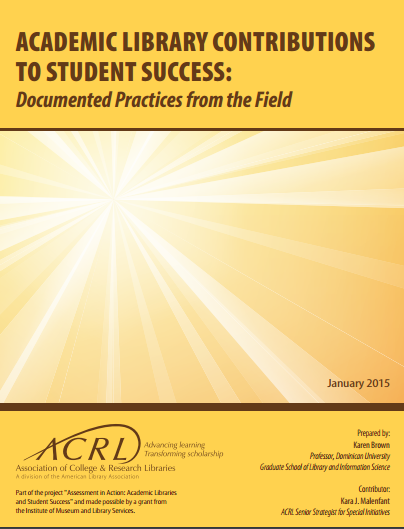 ACADEMIC LIBRARY CONTRIBUTIONS
TO STUDENT SUCCESS:
Documented Practices from the Field
January 2015
ACRL
Advancing learning
Transforming scholarship
Association of College & Research Libraries
A division of the American Library Association
Part of the project "Assessment in Action: Academic Libraries
and Student Success" and made possible by a grant from
the Institute of Museum and Library Services.
Prepared by:
Karen Brown
Professor, Dominican University
Graduate School of Library and Information Science
Contributor:
Kara J. Malenfant
ACRL Senior Strategist for Special Initiatives